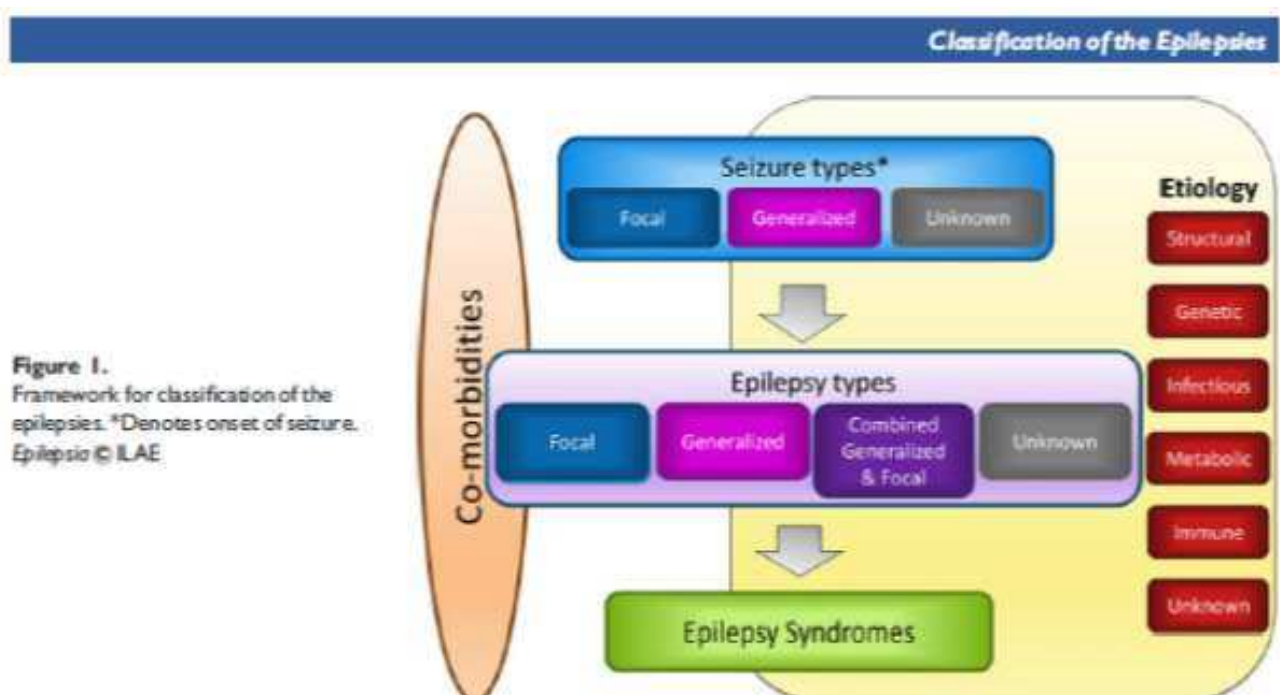 Classification of the Epilepsies
Seizure types*
Focal
Generalized
Unknown
Etiology
Structural
Genetic
Infectious
Metabolic
Immune
Unknown
Co-morbidities
Figure 1.
Framework for classification of the
epilepsies. *Denotes onset of seizure.
Epilepsia © ILAE
Epilepsy types
Focal
Generalized
Combined
Generalized
& Focal
Unknown
Epilepsy Syndromes